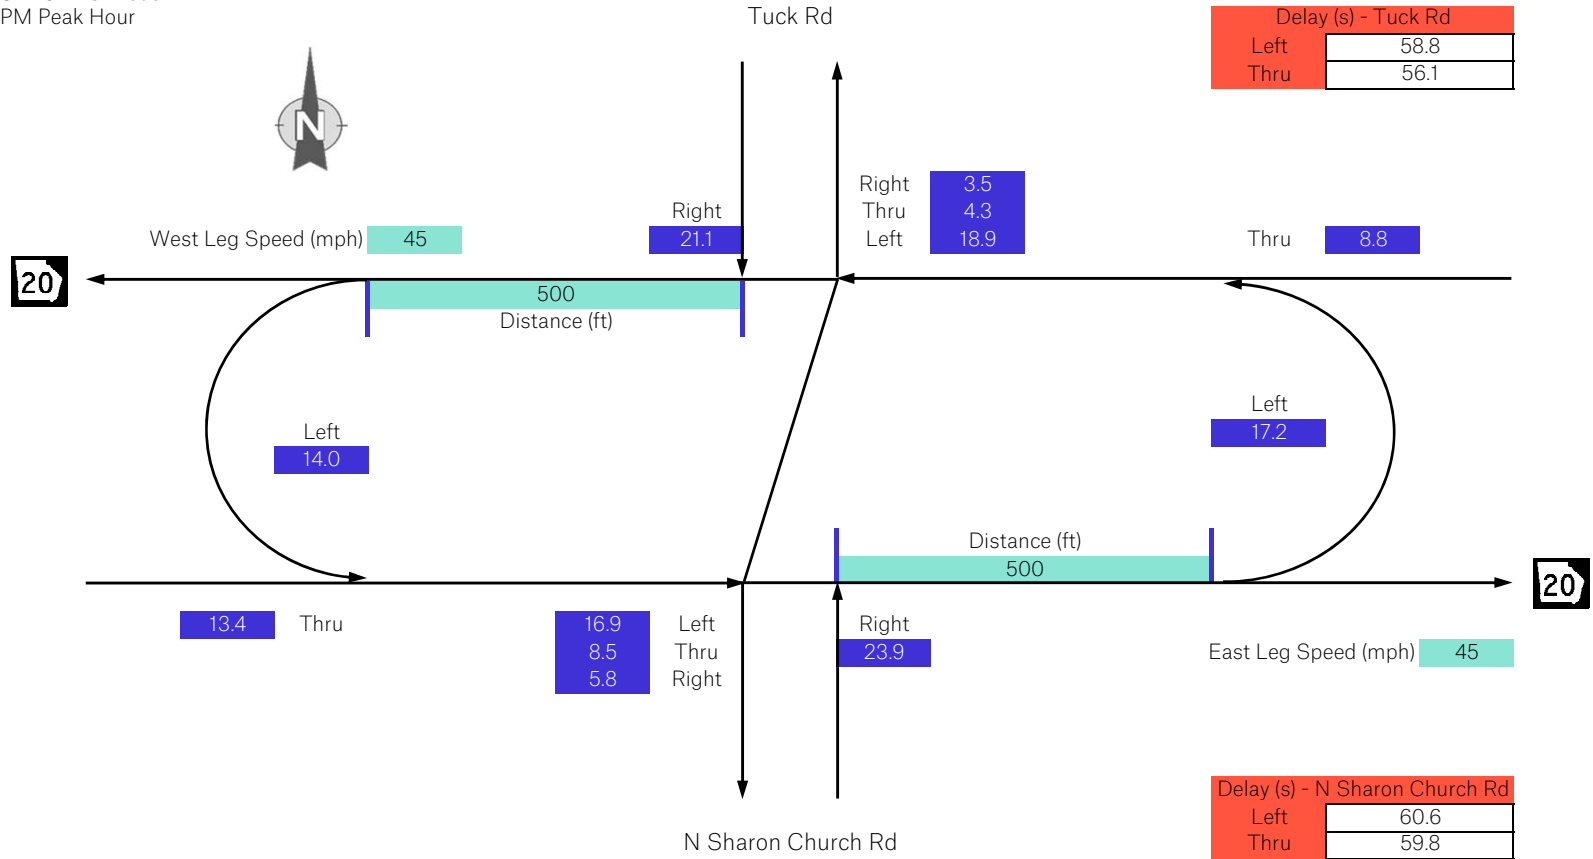 PM Peak Hour
Tuck Rd
Delay (s) - Tuck Rd
Left 58.8
Thru 56.1
N
Right 3.5
Thru 4.3
Left 18.9
Right
21.1
West Leg Speed (mph) 45
Thru 8.8
20
500
Distance (ft)
Left
14.0
Left
17.2
Distance (ft)
500
20
13.4 Thru
16.9 Left
8.5 Thru
5.8 Right
Right
23.9
East Leg Speed (mph) 45
Delay (s) - N Sharon Church Rd
Left 60.6
Thru 59.8
N Sharon Church Rd